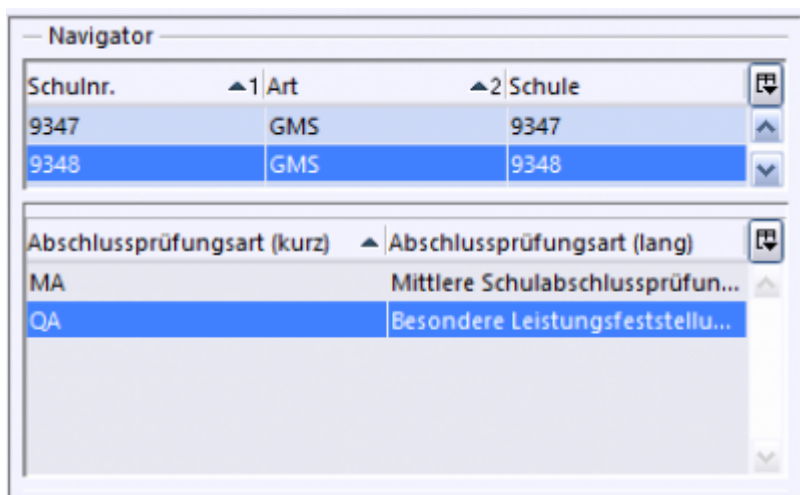 Navigator
Schulnr. 1 Art 2 Schule
9347 GMS 9347
9348 GMS 9348
Abschlussprüfungsart (kurz) Abschlussprüfungsart (lang)
MA Mittlere Schulabschlussprüfun...
QA Besondere Leistungsfeststellu...